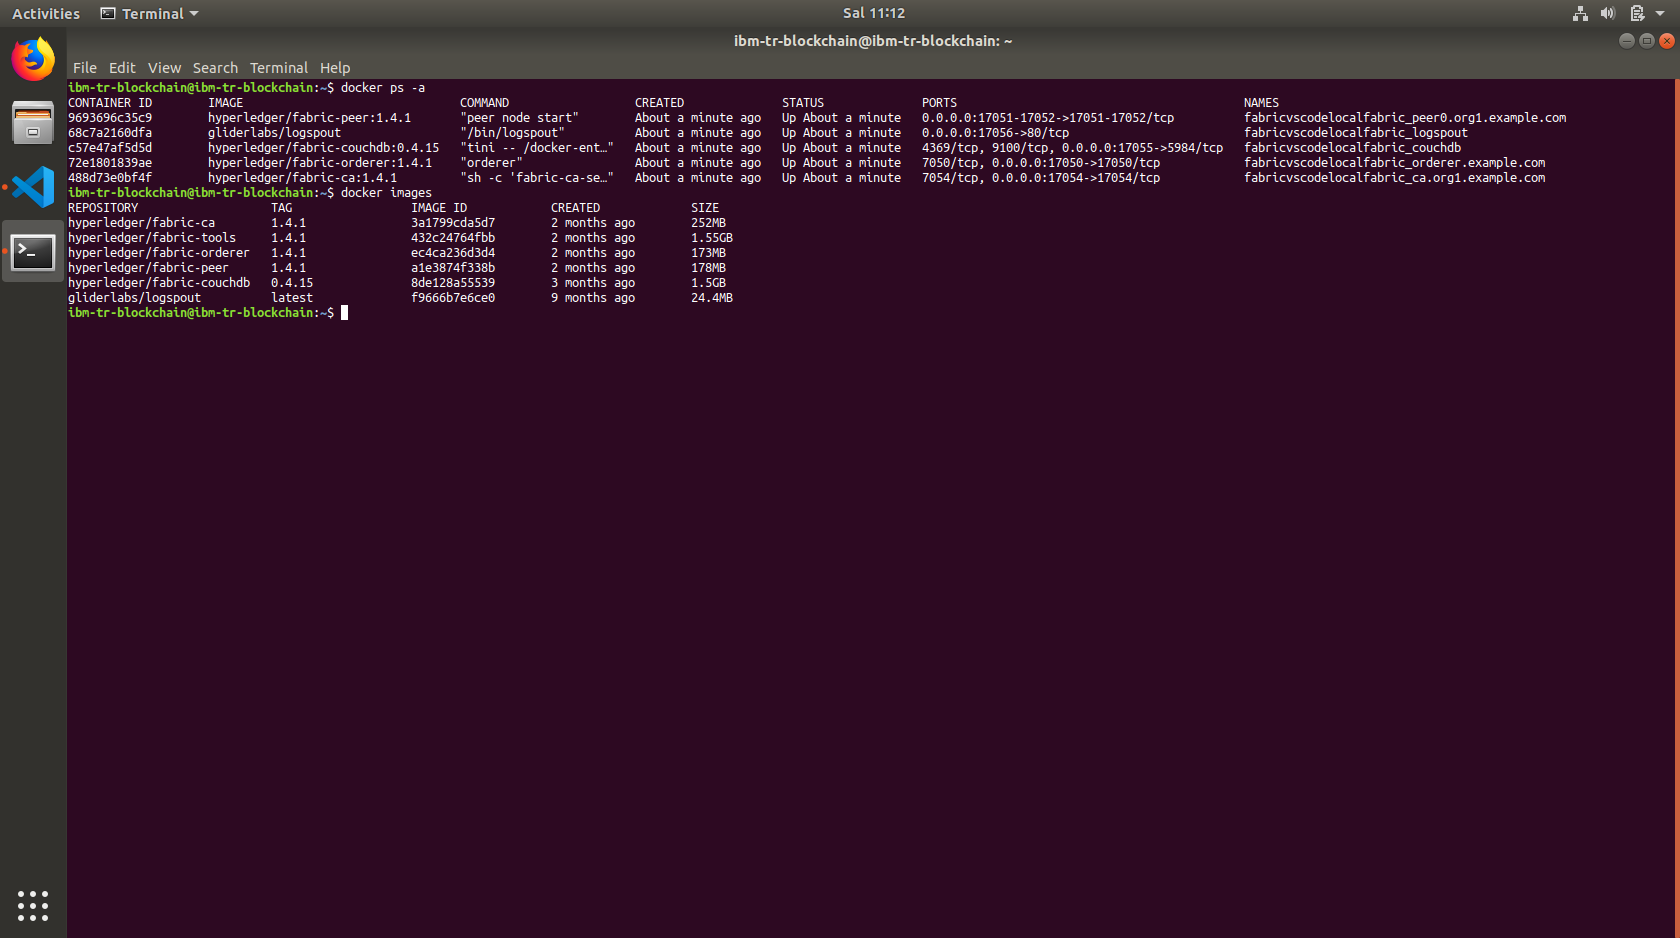 Activities Terminal Sal 11:12
ibm-tr-blockchain@ibm-tr-blockchain: ~
File Edit View Search Terminal Help
ibm-tr-blockchain@ibm-tr-blockchain:~$ docker ps -a
CONTAINER ID IMAGE COMMAND CREATED STATUS PORTS NAMES
9693696c35c9 hyperledger/fabric-peer:1.4.1 "peer node start" About a minute ago Up About a minute 0.0.0.0:17051-17052->17051-17052/tcp fabricvscodelocalfabric_peer0.org1.example.com
68c7a2160dfa gliderlabs/logspout "/bin/logspout" About a minute ago Up About a minute 0.0.0.0:17056->80/tcp fabricvscodelocalfabric_logspout
c57e47af5d5d hyperledger/fabric-couchdb:0.4.15 "tini -- /docker-ent…" About a minute ago Up About a minute 4369/tcp, 9100/tcp, 0.0.0.0:17055->5984/tcp fabricvscodelocalfabric_couchdb
72e1801839ae hyperledger/fabric-orderer:1.4.1 "orderer" About a minute ago Up About a minute 7050/tcp, 0.0.0.0:17050->17050/tcp fabricvscodelocalfabric_orderer.example.com
488d73e0bf4f hyperledger/fabric-ca:1.4.1 "sh -c 'fabric-ca-se…" About a minute ago Up About a minute 7054/tcp, 0.0.0.0:17054->17054/tcp fabricvscodelocalfabric_ca.org1.example.com
ibm-tr-blockchain@ibm-tr-blockchain:~$ docker images
REPOSITORY TAG IMAGE ID CREATED SIZE
hyperledger/fabric-ca 1.4.1 3a1799cda5d7 2 months ago 252MB
hyperledger/fabric-tools 1.4.1 432c24764fbb 2 months ago 1.55GB
hyperledger/fabric-orderer 1.4.1 ec4ca236d3d4 2 months ago 173MB
hyperledger/fabric-peer 1.4.1 a1e3874f338b 2 months ago 178MB
hyperledger/fabric-couchdb 0.4.15 8de128a55539 3 months ago 1.5GB
gliderlabs/logspout latest f9666b7e6ce0 9 months ago 24.4MB
ibm-tr-blockchain@ibm-tr-blockchain:~$